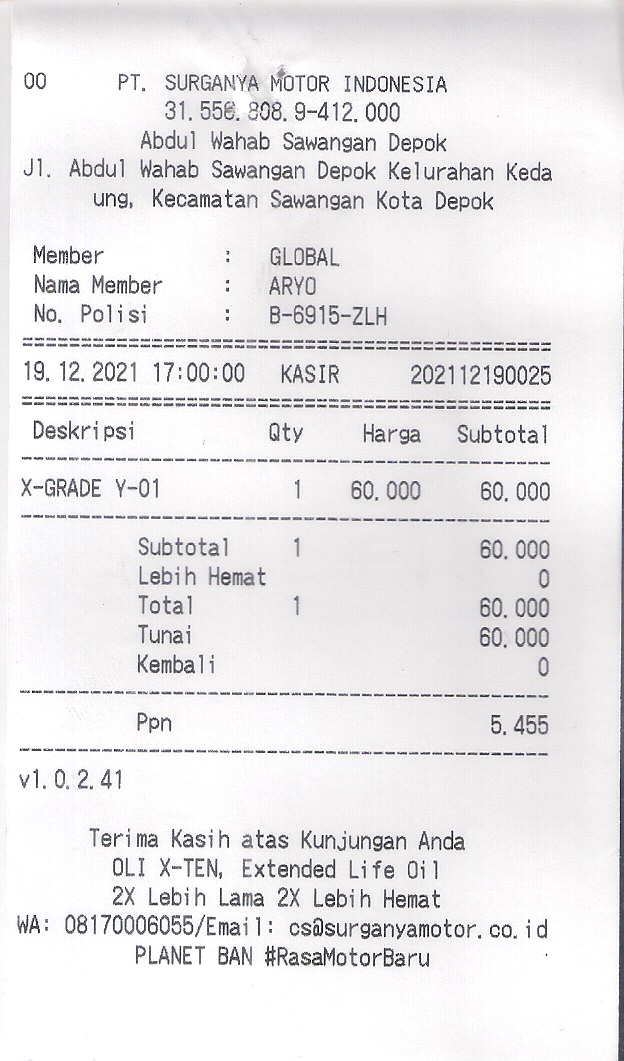 00 PT. SURGANYA MOTOR INDONESIA
31.556.808.9-412.000
Abdul Wahab Sawangan Depok
Jl. Abdul Wahab Sawangan Depok Kelurahan Keda
ung, Kecamatan Sawangan Kota Depok
Member : GLOBAL
Nama Member : ARYO
No. Polisi : B-6915-ZLH
19.12.2021 17:00:00 KASIR 202112190025
Deskripsi Qty Harga Subtotal
X-GRADE Y-01 1 60.000 60.000
Subtotal 1 60.000
Lebih Hemat 0
Total 1 60.000
Tunai 60.000
Kembali 0
Ppn 5.455
v1.0.2.41
Terima Kasih atas Kunjungan Anda
OLI X-TEN, Extended Life Oil
2X Lebih Lama 2X Lebih Hemat
WA: 08170006055/Email: cs@surganyamotor.co.id
PLANET BAN #RasaMotorBaru